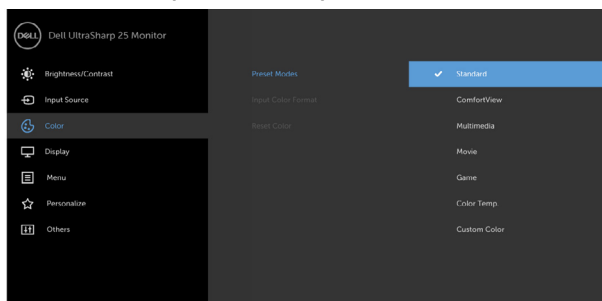 DELL Dell UltraSharp 25 Monitor
Brightness/Contrast
Input Source
Color
Display
Menu
Personalize
Others
Preset Modes
Input Color Format
Reset Color
Standard
ComfortView
Multimedia
Movie
Game
Color Temp.
Custom Color